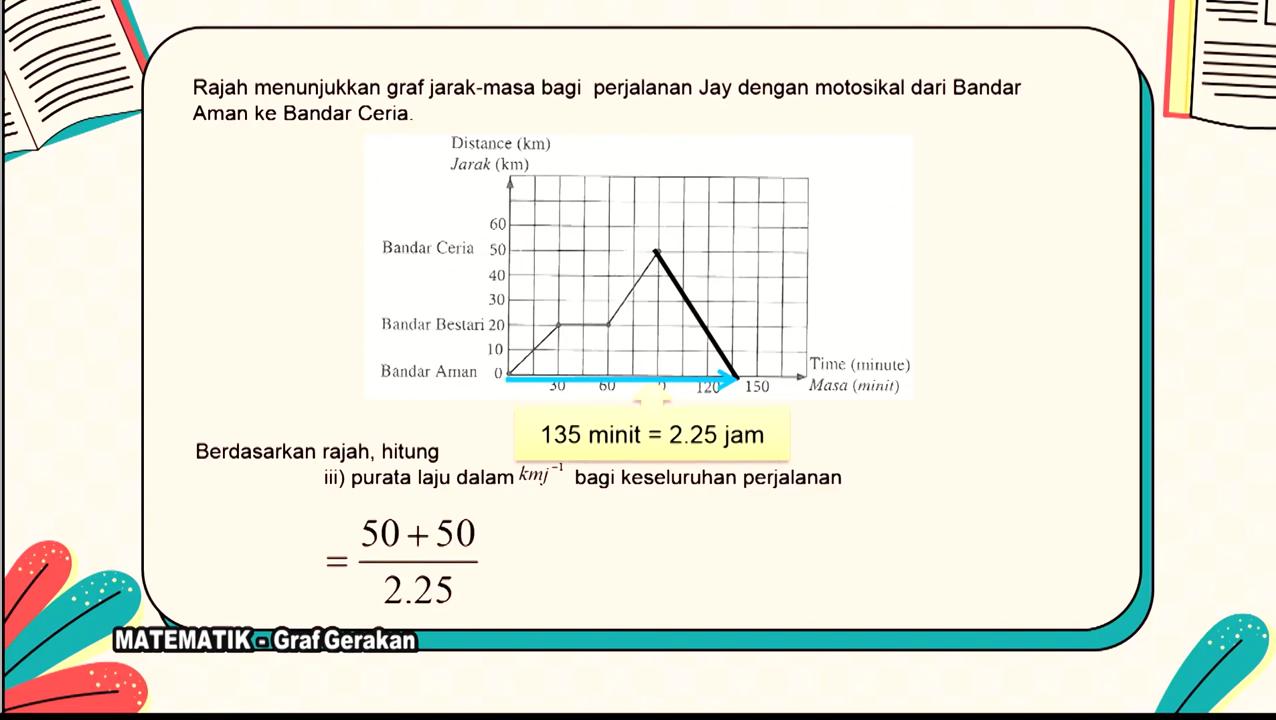 Rajah menunjukkan graf jarak-masa bagi perjalanan Jay dengan motosikal dari Bandar
Aman ke Bandar Ceria.
Distance (km)
Jarak (km)
60
Bandar Ceria 50
40
30
Bandar Bestari 20
10
Bandar Aman 0
Time (minute)
30 60 0 120 150 Masa (minit)
135 minit = 2.25 jam
Berdasarkan rajah, hitung
iii) purata laju dalam kmj⁻¹ bagi keseluruhan perjalanan
= \frac{50+50}{2.25}
MATEMATIK - Graf Gerakan